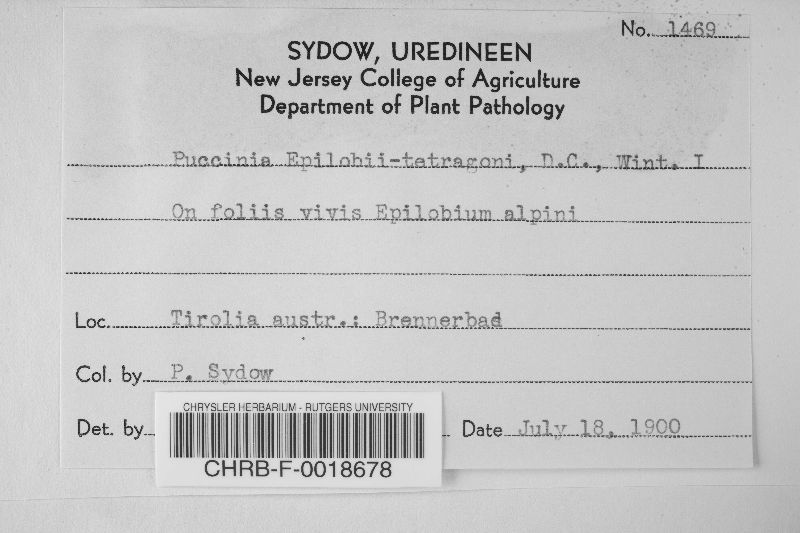 No. 1469
SYDOW, UREDINEEN
New Jersey College of Agriculture
Department of Plant Pathology
Puccinia Epilobii-tetragoni, D.C., Wint. I
On foliis vivis Epilobium alpini
Loc. Tirolia austr.: Brennerbad
Col. by P. Sydow
Det. by
Date July 18, 1900
CHRYSLER HERBARIUM - RUTGERS UNIVERSITY
CHRB-F-0018678